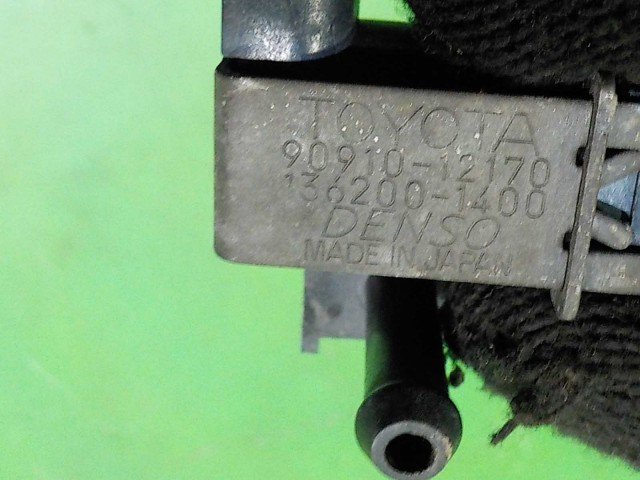 TOYOTA
90910-12170
136200-1400
DENSO
MADE IN JAPAN